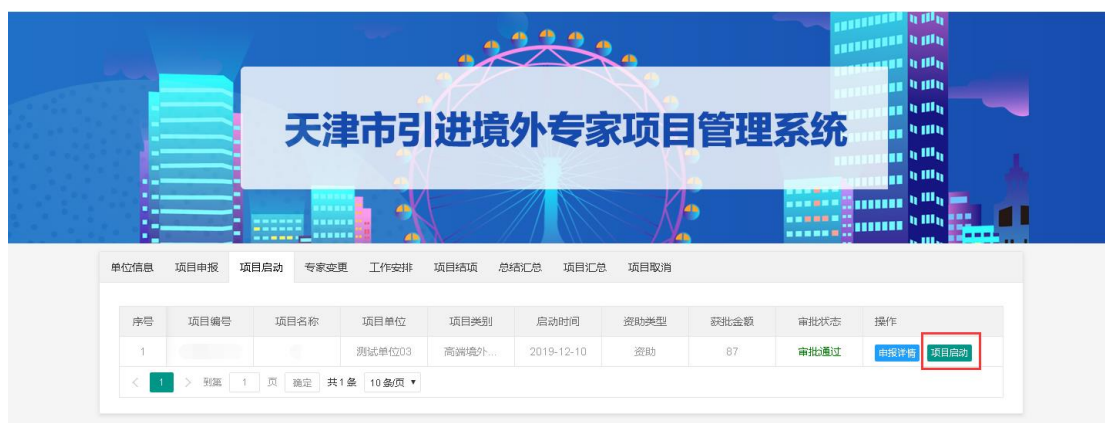 天津市引进境外专家项目管理系统
单位信息 项目申报 项目启动 专家变更 工作安排 项目结项 总结汇总 项目汇总 项目取消
序号 项目编号 项目名称 项目单位 项目类别 启动时间 资助类型 获批金额 审批状态 操作
1 测试单位03 高端境外... 2019-12-10 资助 87 审批通过 申报详情 项目启动
< 1 > 到第 1 页 确定 共1条 10 条/页 ▼